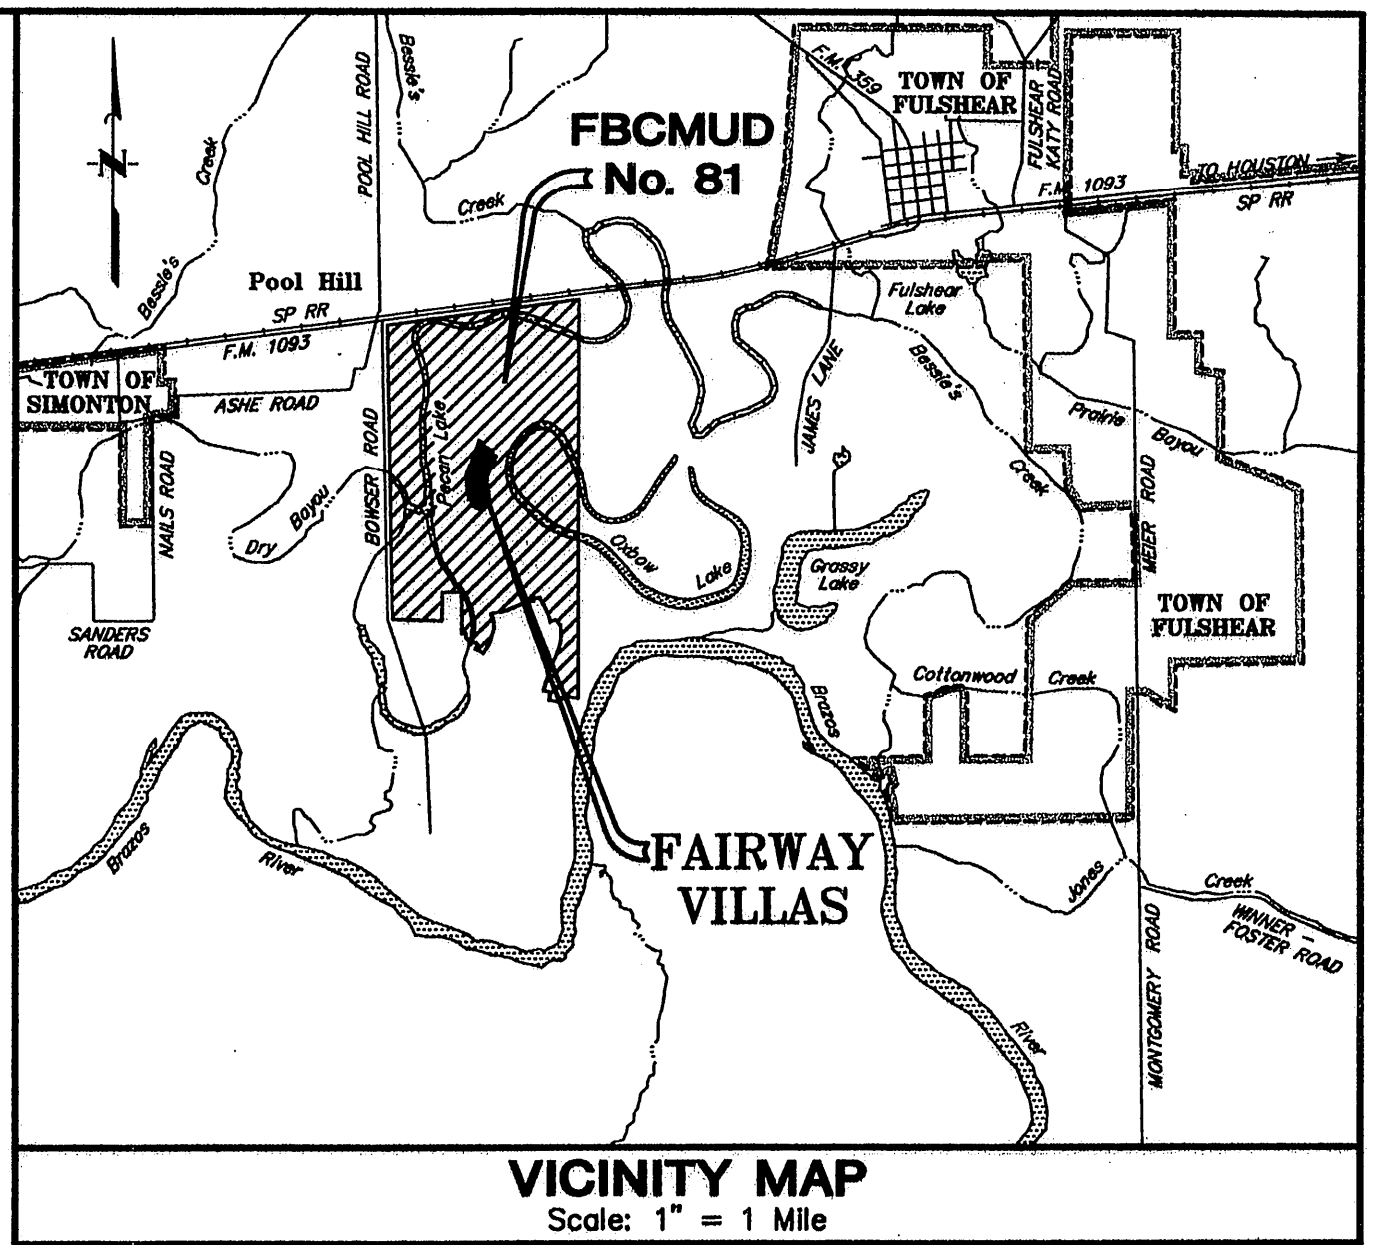 Bessie's
POOL HILL ROAD
F.M. 359
TOWN OF
FULSHEAR
FULSHEAR
KATY ROAD
FBCMUD
No. 81
Creek
N
Creek
TO HOUSTON
F.M. 1093
SP RR
Bessie's
Pool Hill
SP RR
F.M. 1093
Fulshear
Lake
TOWN OF
SIMONTON
ASHE ROAD
JAMES LANE
Bessie's
Creek
Prairie
Bayou
Pecan Lake
BOWSER ROAD
NAILS ROAD
Dry
Bayou
Oxbow
Lake
Grassy
Lake
MEIER ROAD
TOWN OF
FULSHEAR
SANDERS
ROAD
Cottonwood
Creek
Brazos
Brazos
River
FAIRWAY
VILLAS
Jones
Creek
WINNER –
FOSTER ROAD
MONTGOMERY ROAD
River
VICINITY MAP
Scale: 1" = 1 Mile